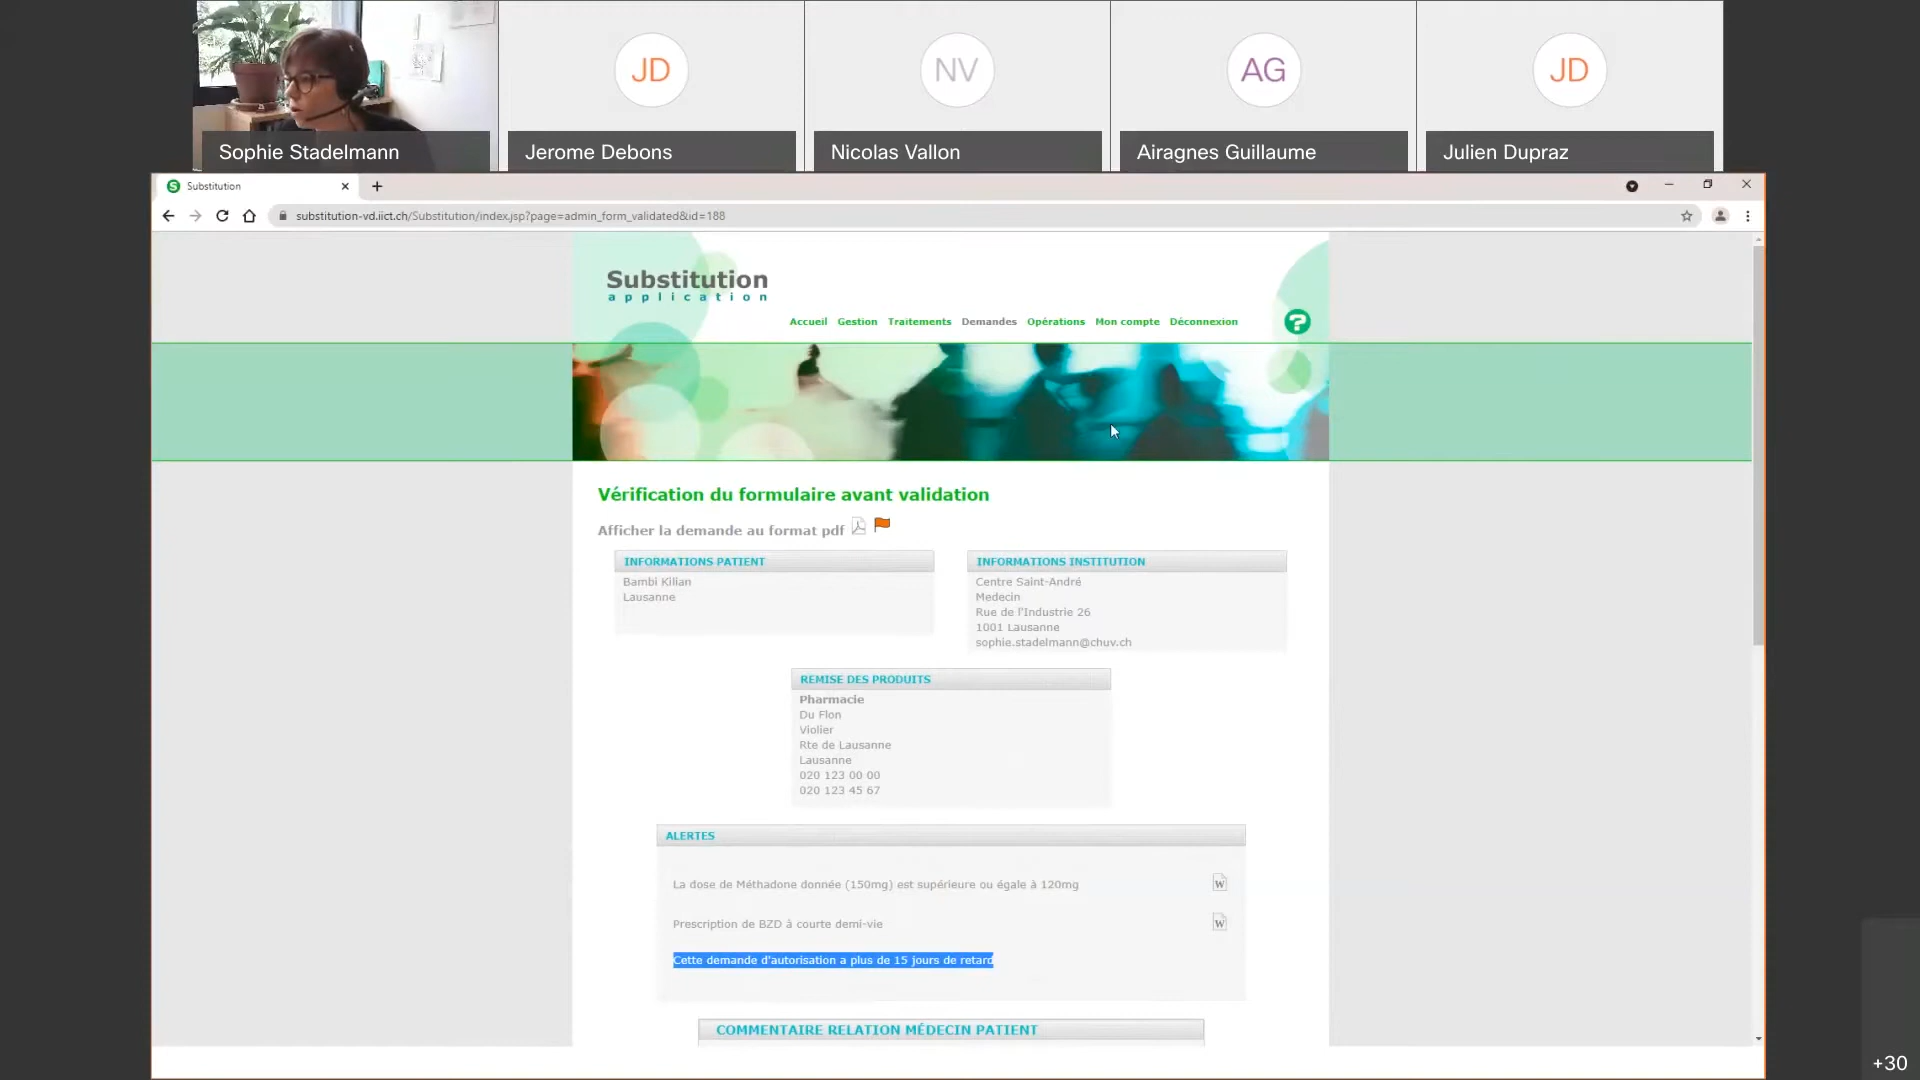 JD
NV
AG
JD
Sophie Stadelmann
Jerome Debons
Nicolas Vallon
Airagnes Guillaume
Julien Dupraz
Substitution
substitution-vd.iict.ch/Substitution/index.jsp?page=admin_form_validated&id=188
Substitution
application
Accueil Gestion Traitements Demandes Opérations Mon compte Déconnexion
?
Vérification du formulaire avant validation
Afficher la demande au format pdf
INFORMATIONS PATIENT
Bambi Kilian
Lausanne
INFORMATIONS INSTITUTION
Centre Saint-André
Medecin
Rue de l'Industrie 26
1001 Lausanne
sophie.stadelmann@chuv.ch
REMISE DES PRODUITS
Pharmacie
Du Flon
Violier
Rte de Lausanne
Lausanne
020 123 00 00
020 123 45 67
ALERTES
La dose de Méthadone donnée (150mg) est supérieure ou égale à 120mg
Prescription de BZD à courte demi-vie
Cette demande d'autorisation a plus de 15 jours de retard
COMMENTAIRE RELATION MÉDECIN PATIENT
+30